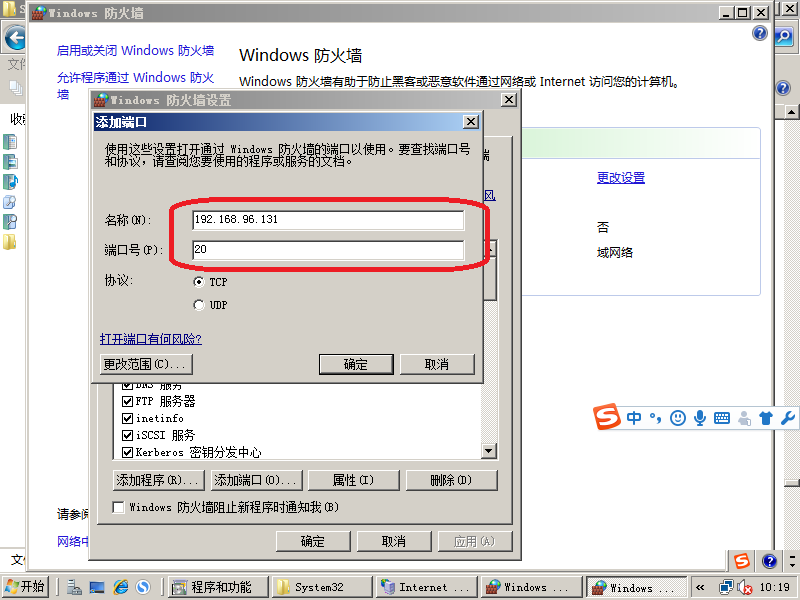 Windows 防火墙
启用或关闭 Windows 防火墙
允许程序通过 Windows 防火
墙
Windows 防火墙
Windows 防火墙有助于防止黑客或恶意软件通过网络或 Internet 访问您的计算机。
Windows 防火墙设置
添加端口
使用这些设置打开通过 Windows 防火墙的端口以使用。要查找端口号
和协议，请查阅您要使用的程序或服务的文档。
更改设置
风
名称(N):
192.168.96.131
否
端口号(P):
20
域网络
协议:
TCP
UDP
打开端口有何风险?
更改范围(C)...
确定
取消
DNS 服务
FTP 服务器
inetinfo
iSCSI 服务
Kerberos 密钥分发中心
中
添加程序(R)...
添加端口(O)...
属性(I)
删除(D)
Windows 防火墙阻止新程序时通知我(B)
请参阅
网络中
确定
取消
应用(A)
开始
程序和功能
System32
Internet ...
Windows ...
Windows ...
10:19